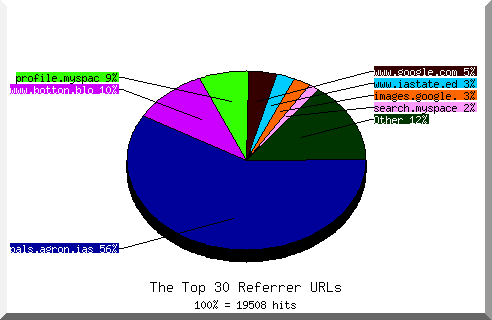 profile.myspac 9%
www.google.com 5%
www.iastate.ed 3%
www.botton.blo 10%
images.google. 3%
search.myspace 2%
Other 12%
pals.agron.ias 56%
The Top 30 Referrer URLs
100% = 19508 hits